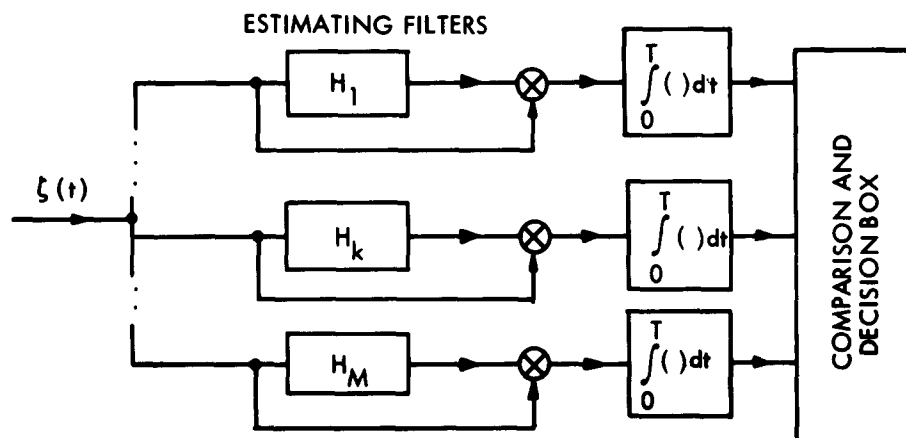 ESTIMATING FILTERS
H1
T
∫ ( ) dt
0
ζ(t)
Hk
T
∫ ( ) dt
0
HM
T
∫ ( ) dt
0
COMPARISON AND
DECISION BOX